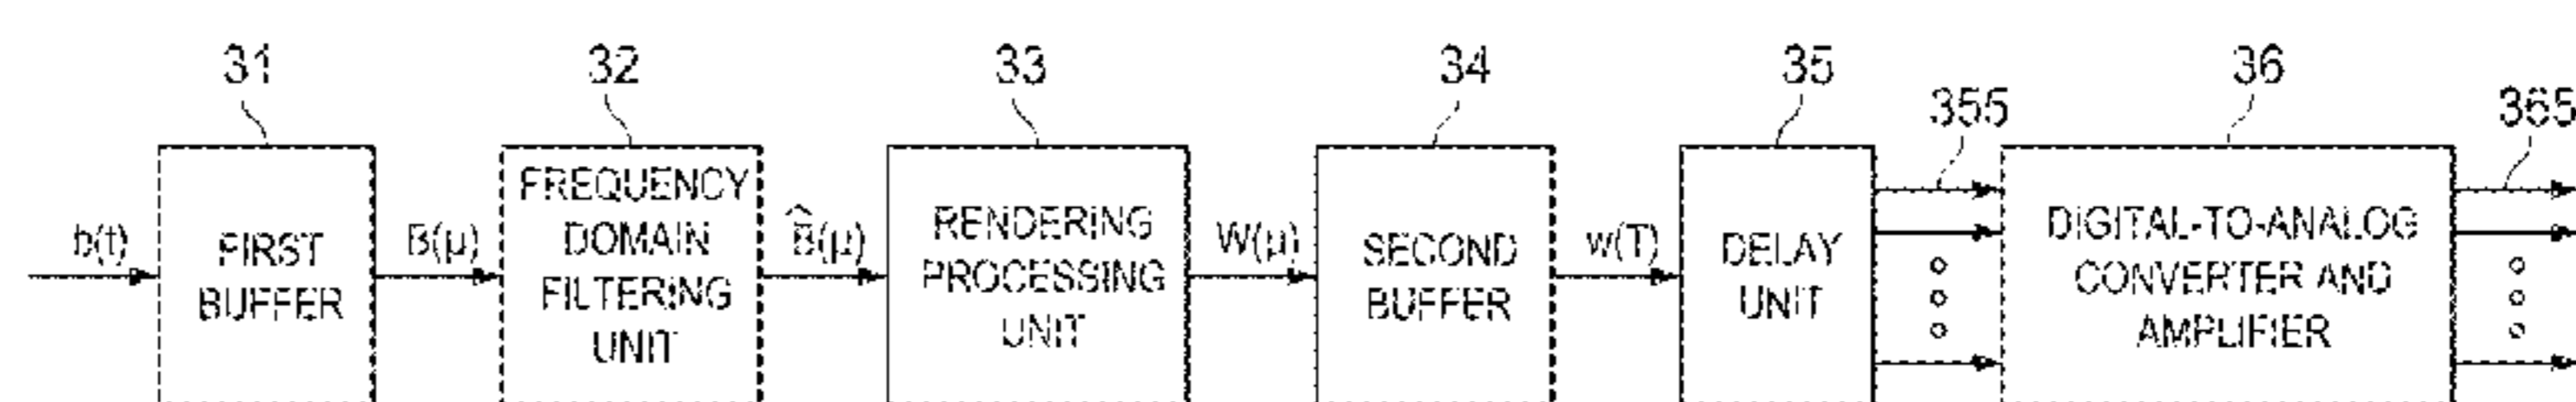 31
32
33
34
35
355
36
365
b(t)
FIRST
BUFFER
B(μ)
FREQUENCY
DOMAIN
FILTERING
UNIT
B̂(μ)
RENDERING
PROCESSING
UNIT
W(μ)
SECOND
BUFFER
w(T)
DELAY
UNIT
DIGITAL-TO-ANALOG
CONVERTER AND
AMPLIFIER